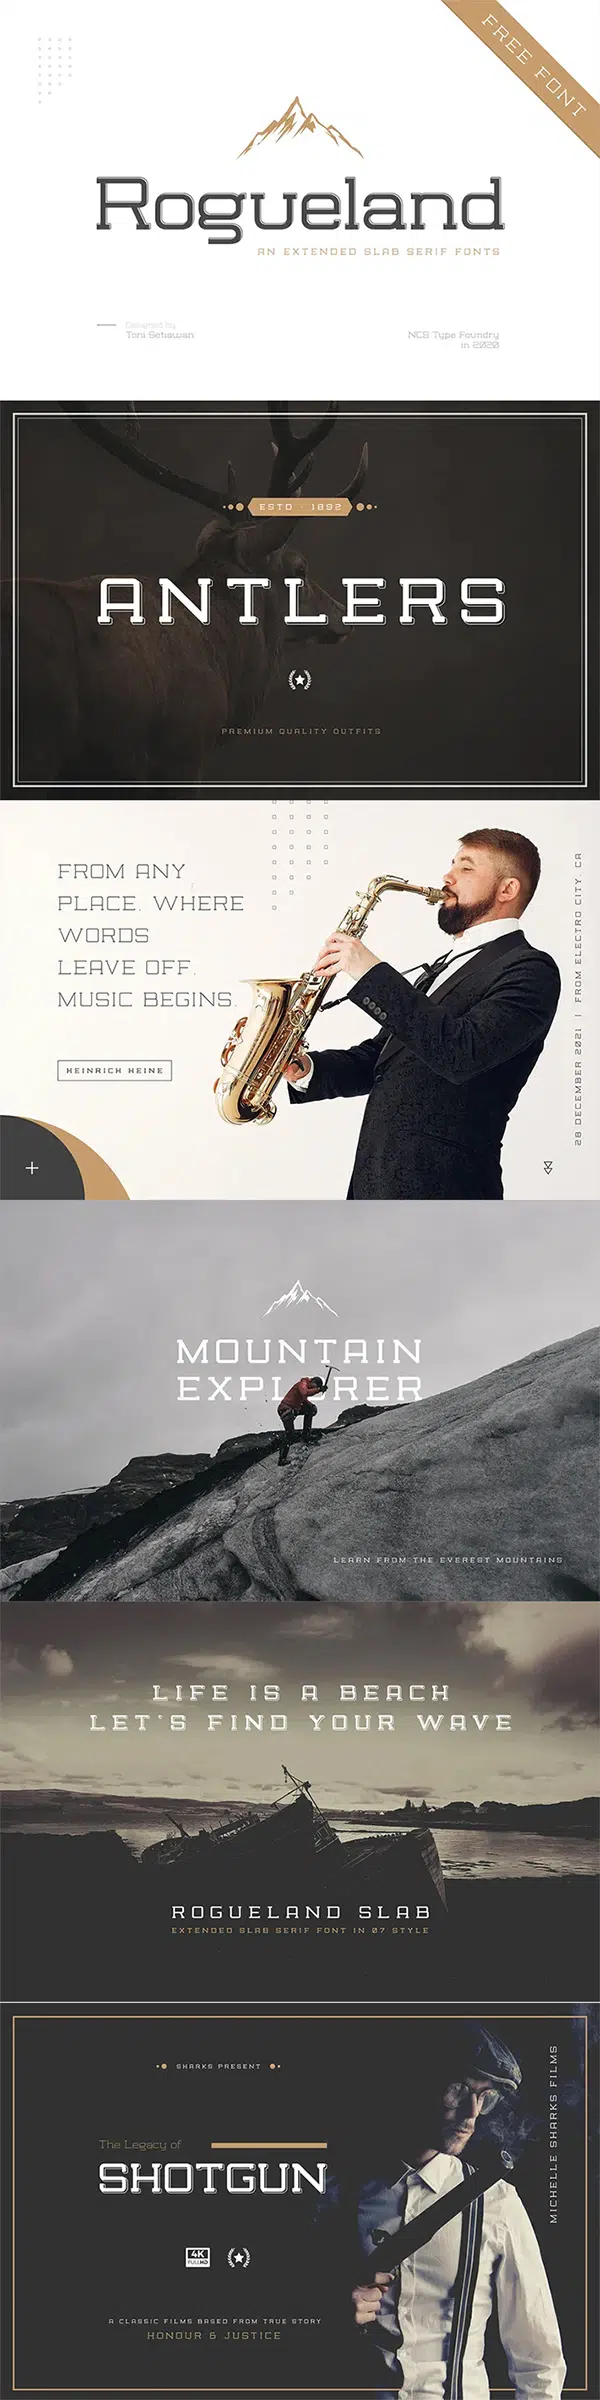 FREE FONT
Rogueland
AN EXTENDED SLAB SERIF FONTS
Designed by
Toni Setiawan
NCS Type Foundry
in 2020
ESTD - 1892
ANTLERS
PREMIUM QUALITY OUTFITS
FROM ANY
PLACE. WHERE
WORDS
LEAVE OFF.
MUSIC BEGINS.
HEINRICH HEINE
28 DECEMBER 2021 | FROM ELECTRO CITY. CA
MOUNTAIN
EXPLORER
LEARN FROM THE EVEREST MOUNTAINS
LIFE IS A BEACH
LET'S FIND YOUR WAVE
ROGUELAND SLAB
EXTENDED SLAB SERIF FONT IN 07 STYLE
SHARKS PRESENT
The Legacy of
SHOTGUN
4K
FULL HD
A CLASSIC FILMS BASED FROM TRUE STORY
HONOUR & JUSTICE
MICHELLE SHARKS FILMS